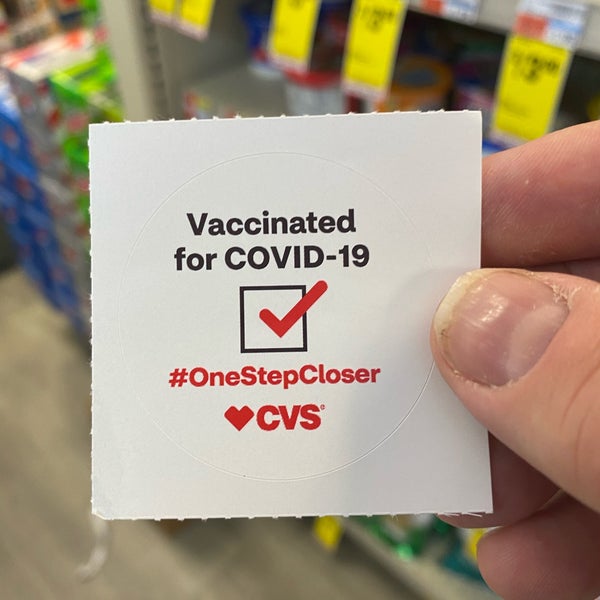 Vaccinated
for COVID-19
#OneStepCloser
CVS